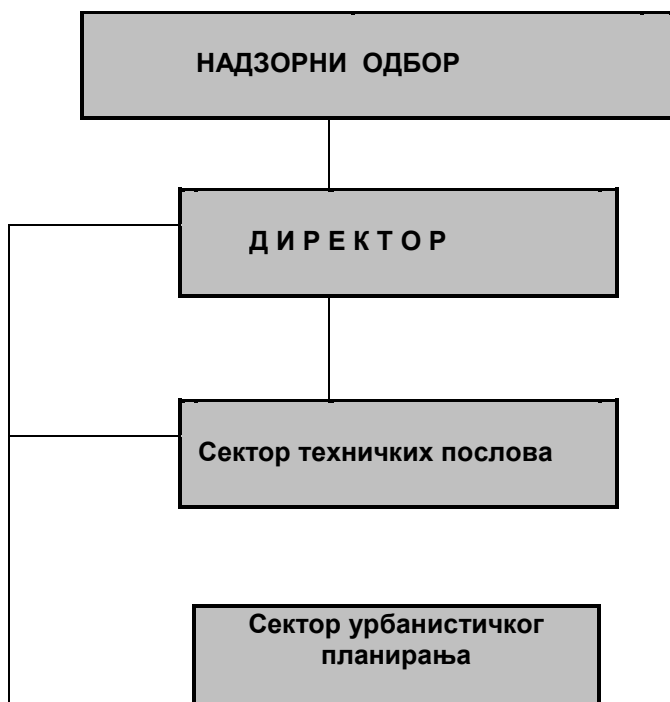 НАДЗОРНИ ОДБОР
Д И Р Е К Т О Р
Сектор техничких послова
Сектор урбанистичког
планирања